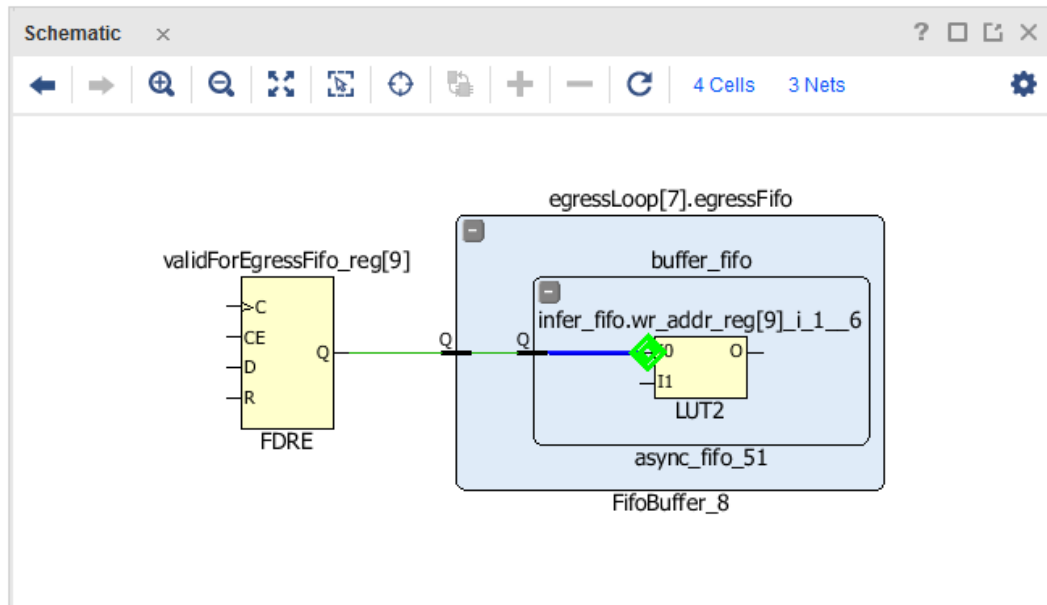 Schematic ×
?
4 Cells 3 Nets
egressLoop[7].egressFifo
validForEgressFifo_reg[9]
buffer_fifo
infer_fifo.wr_addr_reg[9]_i_1__6
C
CE
D
R
Q
Q
Q
I0
O
I1
LUT2
FDRE
async_fifo_51
FifoBuffer_8